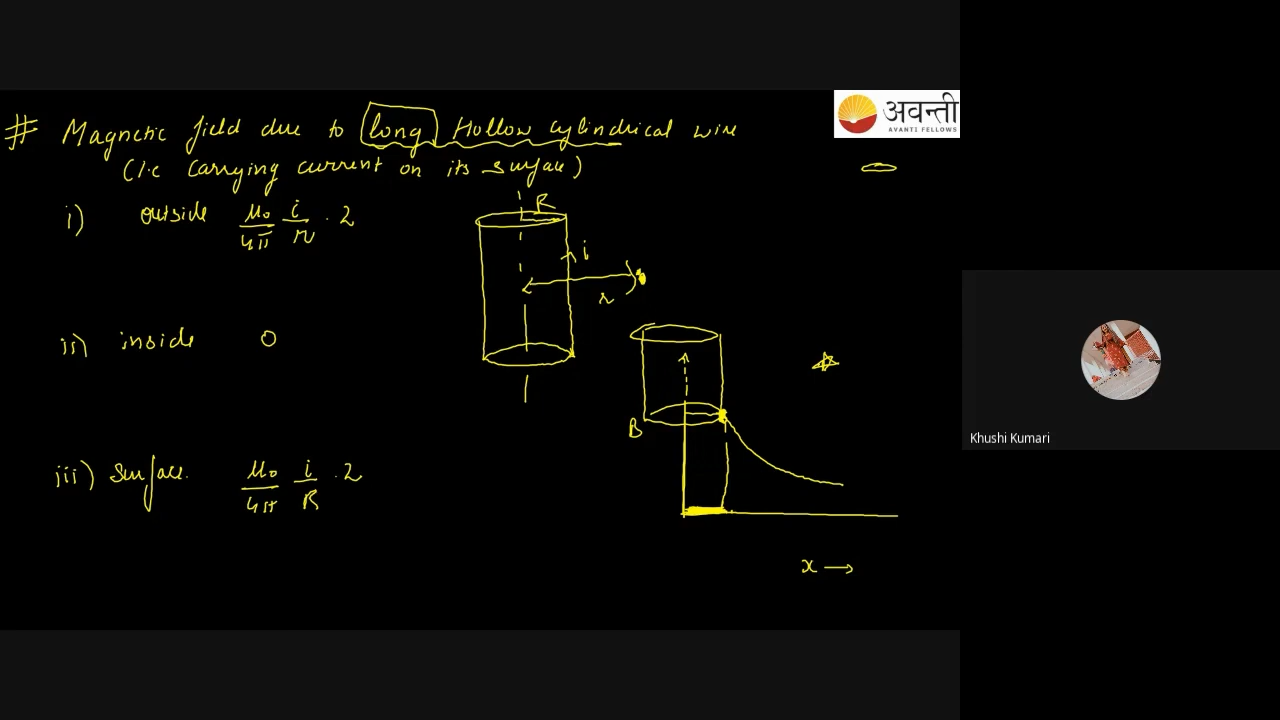 # Magnetic field due to long Hollow cylindrical wire
(i.e carrying current on its surface)
अवन्ती
AVANTI FELLOWS
i) outside μ₀/4π i/r · 2
R
i
r
ii) inside 0
B
Khushi Kumari
iii) Surface. μ₀/4π i/R · 2
x →